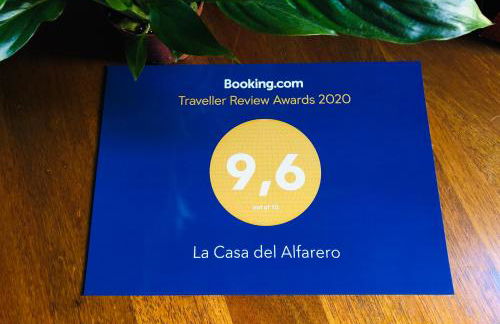 Booking.com
Traveller Review Awards 2020
9,6
out of 10
La Casa del Alfarero